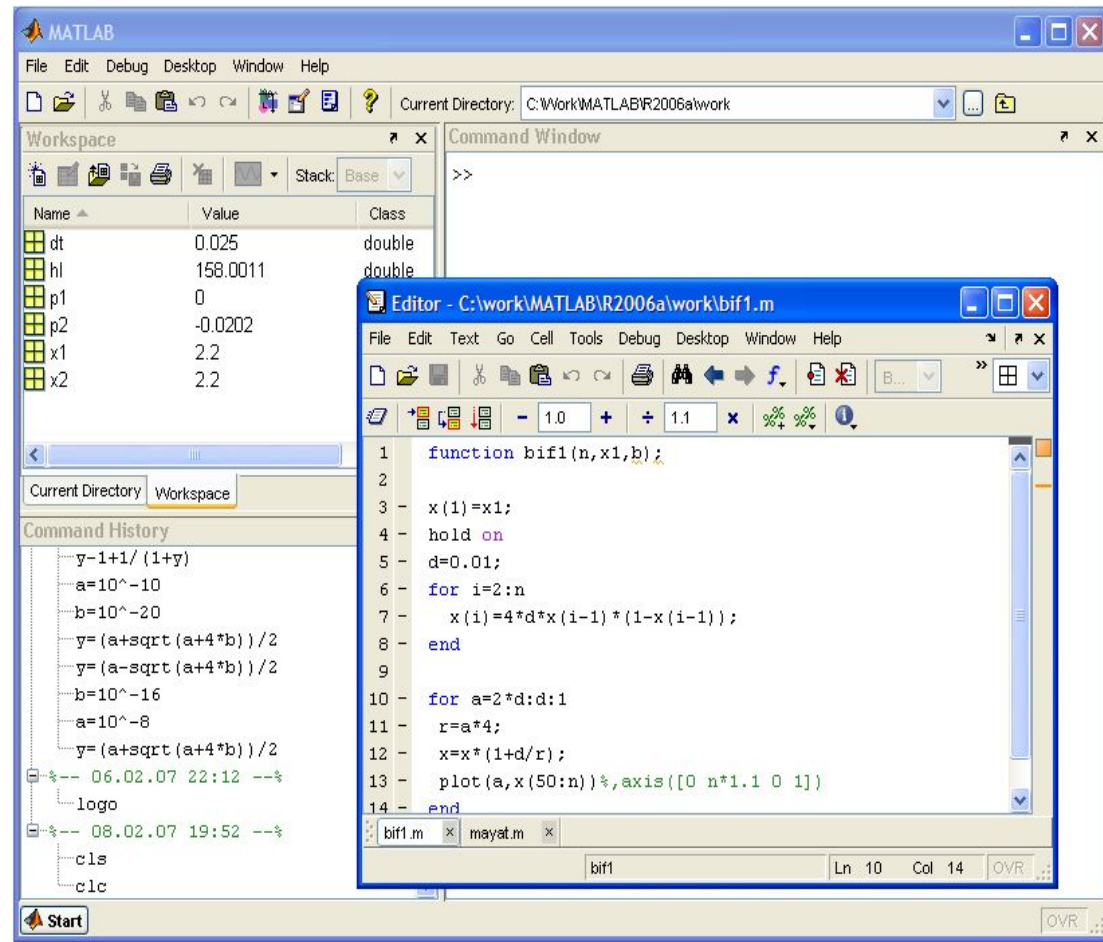 MATLAB
File Edit Debug Desktop Window Help
Current Directory: C:\Work\MATLAB\R2006a\work
Workspace
Stack: Base
Name Value Class
dt 0.025 double
hl 158.0011 double
p1 0
p2 -0.0202
x1 2.2
x2 2.2
Current Directory Workspace
Command History
y-1+1/(1+y)
a=10^-10
b=10^-20
y=(a+sqrt(a+4*b))/2
y=(a-sqrt(a+4*b))/2
b=10^-16
a=10^-8
y=(a+sqrt(a+4*b))/2
%-- 06.02.07 22:12 --%
logo
%-- 08.02.07 19:52 --%
cls
clc
Command Window
>>
Editor - C:\work\MATLAB\R2006a\work\bif1.m
File Edit Text Go Cell Tools Debug Desktop Window Help
B...
1.0 1.1
1 function bif1(n,x1,b);
2
3 - x(1)=x1;
4 - hold on
5 - d=0.01;
6 - for i=2:n
7 - x(i)=4*d*x(i-1)*(1-x(i-1));
8 - end
9
10 - for a=2*d:d:1
11 - r=a*4;
12 - x=x*(1+d/r);
13 - plot(a,x(50:n))%,axis([0 n*1.1 0 1])
14 - end
bif1.m mayat.m
bif1 Ln 10 Col 14 OVR
Start OVR